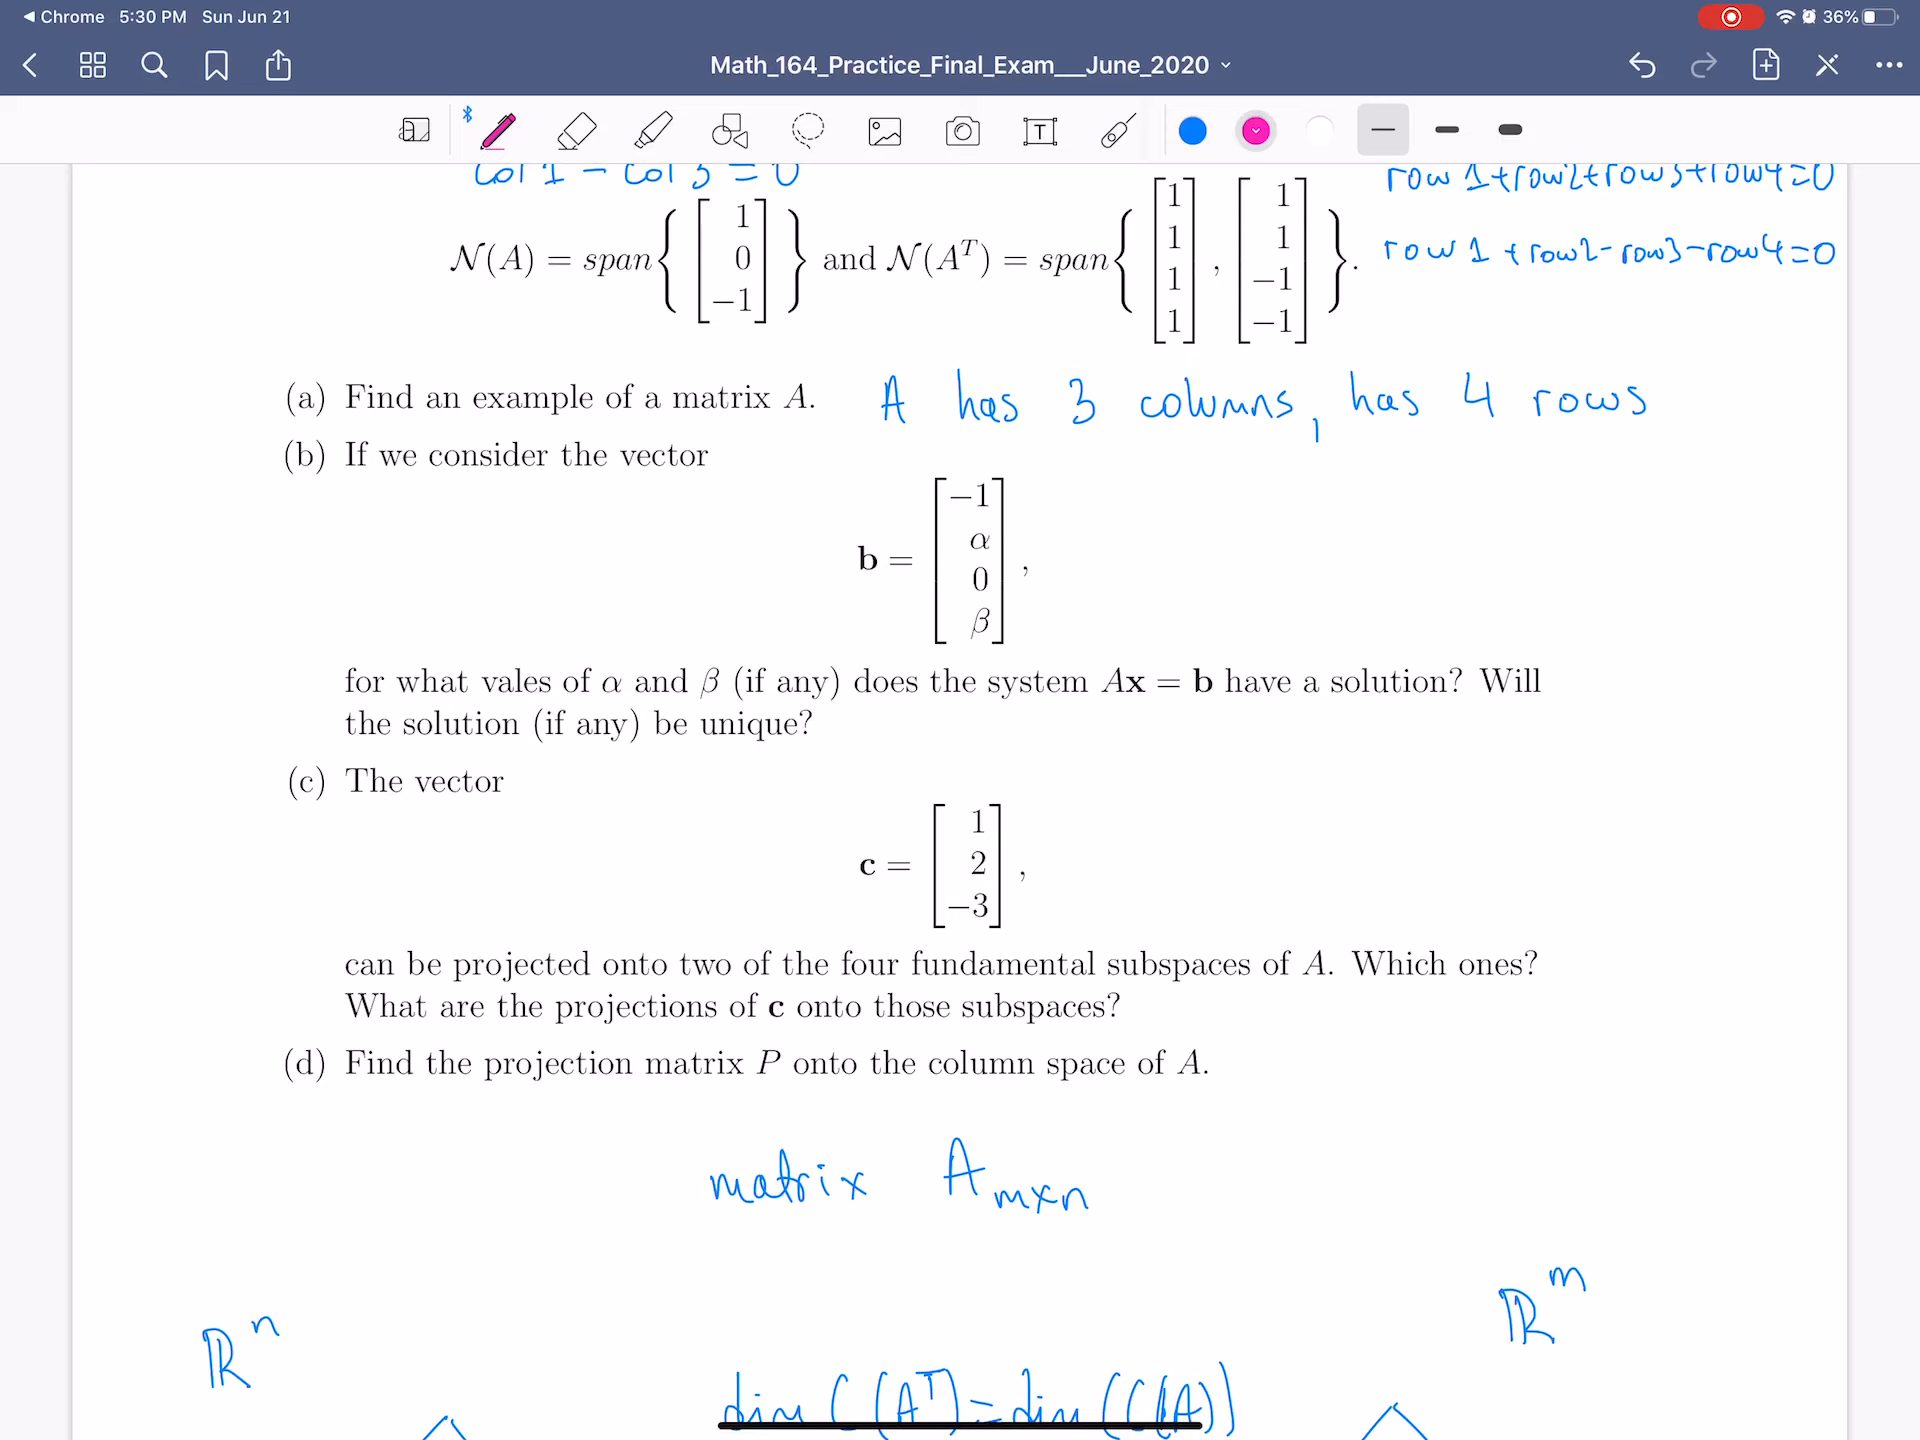 ◀ Chrome 5:30 PM Sun Jun 21 36%
Math_164_Practice_Final_Exam___June_2020
col 1 - col 3 = 0
row 1+row2+row3+row4=0
N(A) = span{[1 0 −1]} and N(A^T) = span{[1 1 1 1], [1 1 −1 −1]}.
row 1 + row2 - row3 - row4 = 0
(a) Find an example of a matrix A.
A has 3 columns, has 4 rows
(b) If we consider the vector
b = [−1 α 0 β],
for what vales of α and β (if any) does the system Ax = b have a solution? Will
the solution (if any) be unique?
(c) The vector
c = [1 2 −3],
can be projected onto two of the four fundamental subspaces of A. Which ones?
What are the projections of c onto those subspaces?
(d) Find the projection matrix P onto the column space of A.
matrix A mxn
R^m
R^n
dim C(A^T) = dim (C(A))